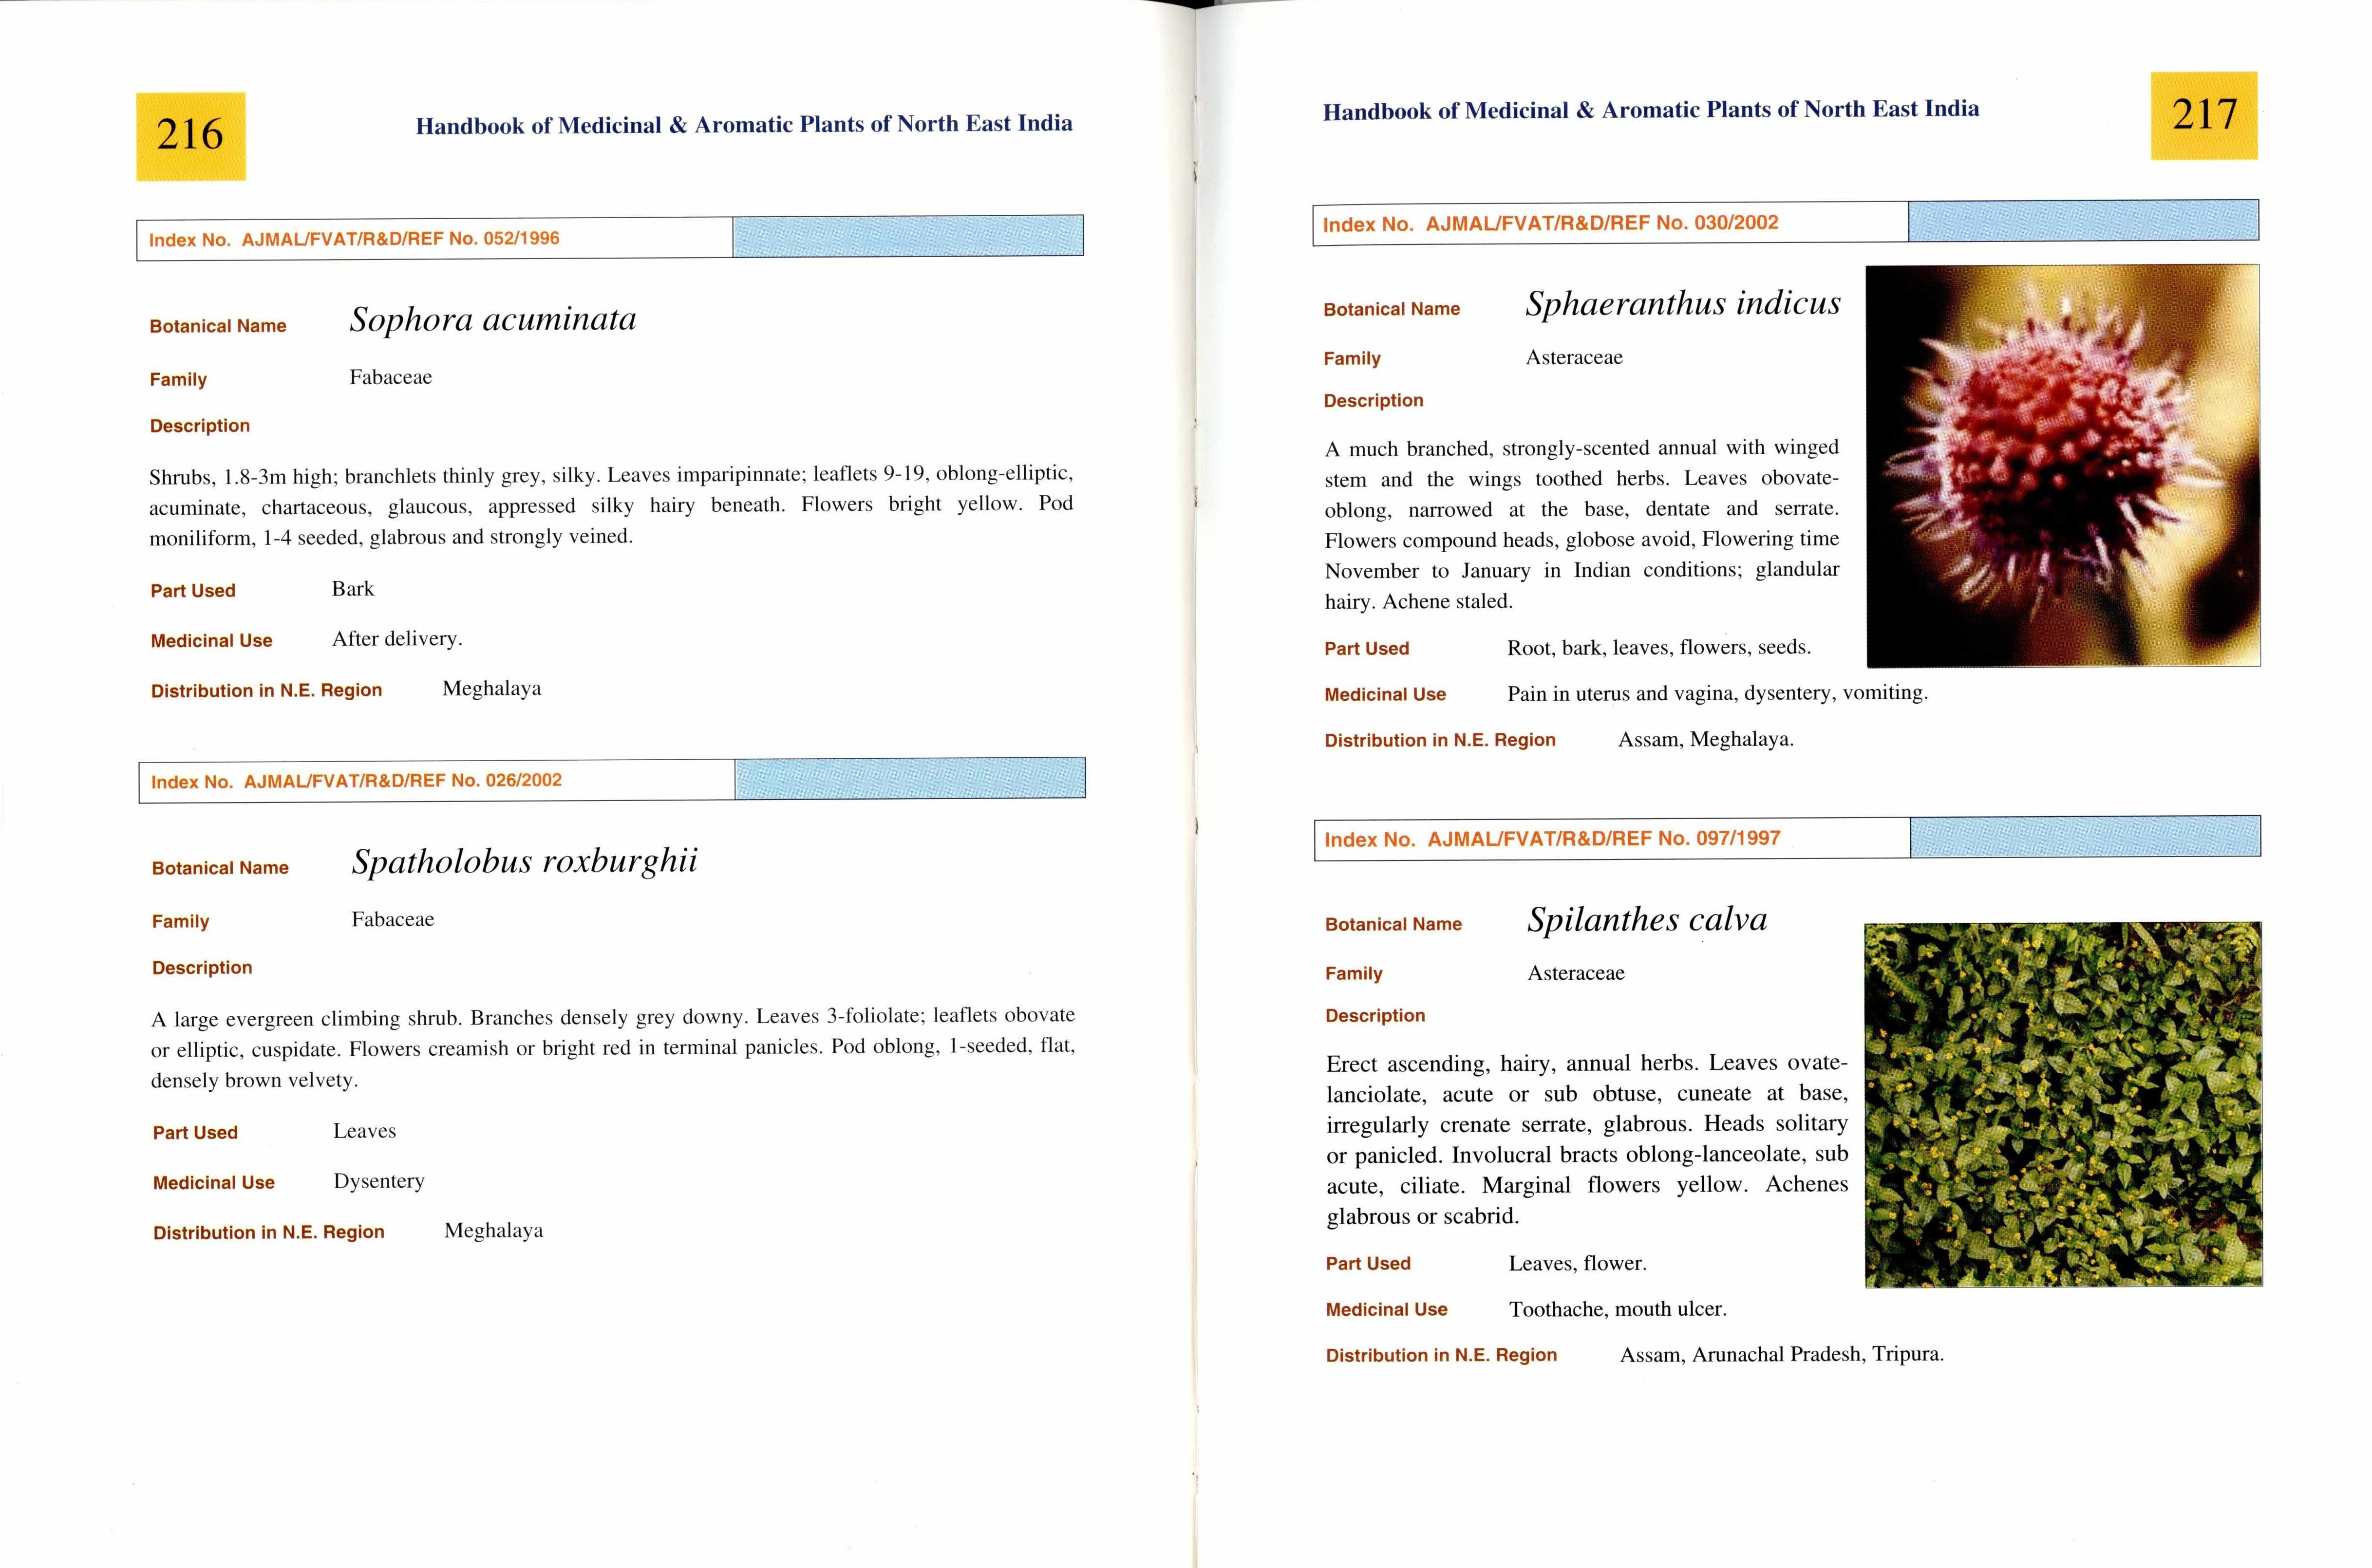 216
Handbook of Medicinal & Aromatic Plants of North East India
Index No. AJMAL/FVAT/R&D/REF No. 052/1996
Botanical Name Sophora acuminata
Family Fabaceae
Description
Shrubs, 1.8-3m high; branchlets thinly grey, silky. Leaves imparipinnate; leaflets 9-19, oblong-elliptic,
acuminate, chartaceous, glaucous, appressed silky hairy beneath. Flowers bright yellow. Pod
moniliform, 1-4 seeded, glabrous and strongly veined.
Part Used Bark
Medicinal Use After delivery.
Distribution in N.E. Region Meghalaya
Index No. AJMAL/FVAT/R&D/REF No. 026/2002
Botanical Name Spatholobus roxburghii
Family Fabaceae
Description
A large evergreen climbing shrub. Branches densely grey downy. Leaves 3-foliolate; leaflets obovate
or elliptic, cuspidate. Flowers creamish or bright red in terminal panicles. Pod oblong, 1-seeded, flat,
densely brown velvety.
Part Used Leaves
Medicinal Use Dysentery
Distribution in N.E. Region Meghalaya
Handbook of Medicinal & Aromatic Plants of North East India
217
Index No. AJMAL/FVAT/R&D/REF No. 030/2002
Botanical Name Sphaeranthus indicus
Family Asteraceae
Description
A much branched, strongly-scented annual with winged
stem and the wings toothed herbs. Leaves obovate-
oblong, narrowed at the base, dentate and serrate.
Flowers compound heads, globose avoid, Flowering time
November to January in Indian conditions; glandular
hairy. Achene staled.
Part Used Root, bark, leaves, flowers, seeds.
Medicinal Use Pain in uterus and vagina, dysentery, vomiting.
Distribution in N.E. Region Assam, Meghalaya.
Index No. AJMAL/FVAT/R&D/REF No. 097/1997
Botanical Name Spilanthes calva
Family Asteraceae
Description
Erect ascending, hairy, annual herbs. Leaves ovate-
lanciolate, acute or sub obtuse, cuneate at base,
irregularly crenate serrate, glabrous. Heads solitary
or panicled. Involucral bracts oblong-lanceolate, sub
acute, ciliate. Marginal flowers yellow. Achenes
glabrous or scabrid.
Part Used Leaves, flower.
Medicinal Use Toothache, mouth ulcer.
Distribution in N.E. Region Assam, Arunachal Pradesh, Tripura.